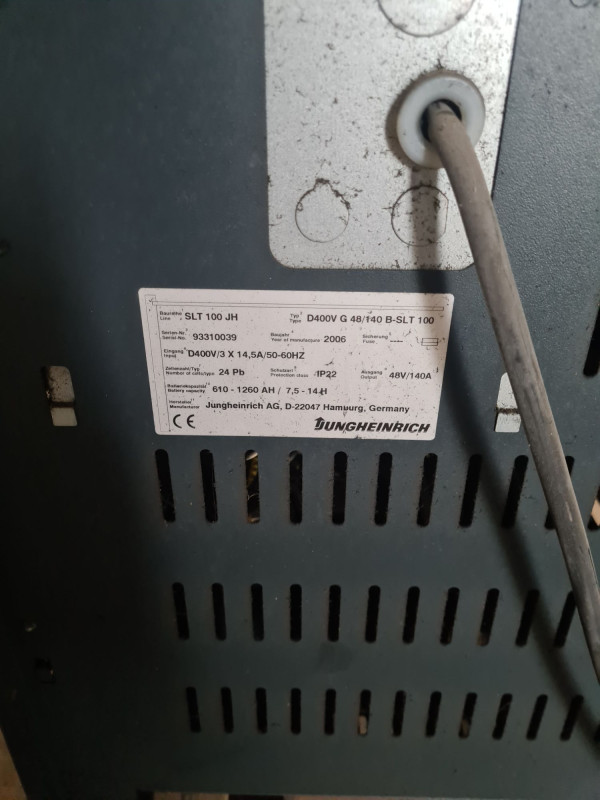 Baureihe
Line SLT 100 JH Typ
Type D400V G 48/140 B-SLT 100
Serien-Nr.
Serial-No. 93310039 Baujahr
Year of manufacture 2006 Sicherung
Fuse ---
Eingang
Input D400V/3 X 14,5A/50-60HZ
Zellenzahl/Typ
Number of cells/type 24 Pb Schutzart
Protection class IP22 Ausgang
Output 48V/140A
Batteriekapazität
Battery capacity 610 - 1260 AH / 7,5 - 14 H
Hersteller
Manufacturer Jungheinrich AG, D-22047 Hamburg, Germany
CE JUNGHEINRICH